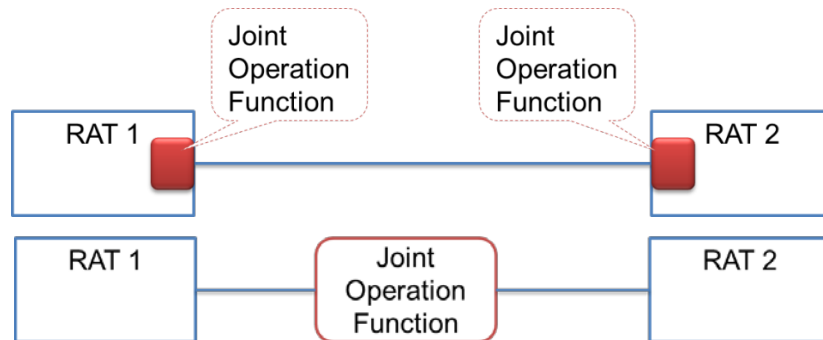 Joint
Operation
Function
Joint
Operation
Function
RAT 1
RAT 2
RAT 1
Joint
Operation
Function
RAT 2